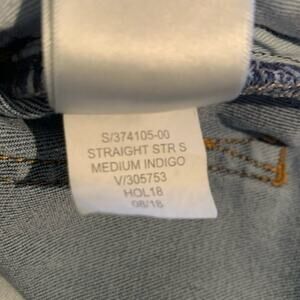 S/374105-00
STRAIGHT STR S
MEDIUM INDIGO
V/305753
HOL18
08/18